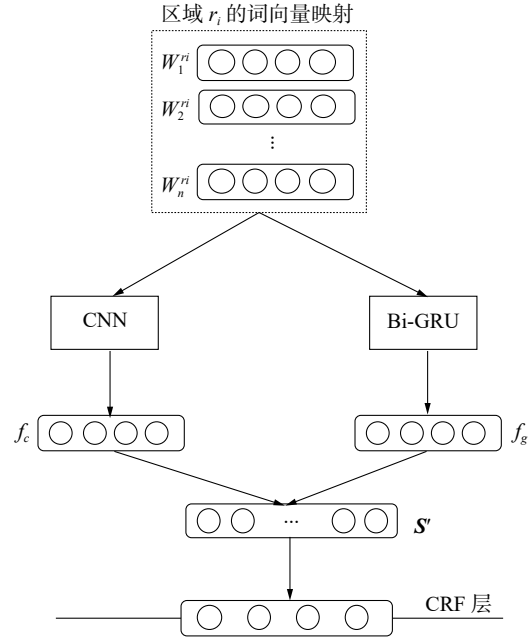 区域 r_i 的词向量映射
W_1^{ri}
W_2^{ri}
⋮
W_n^{ri}
CNN Bi-GRU
f_c f_g
... S′
CRF 层